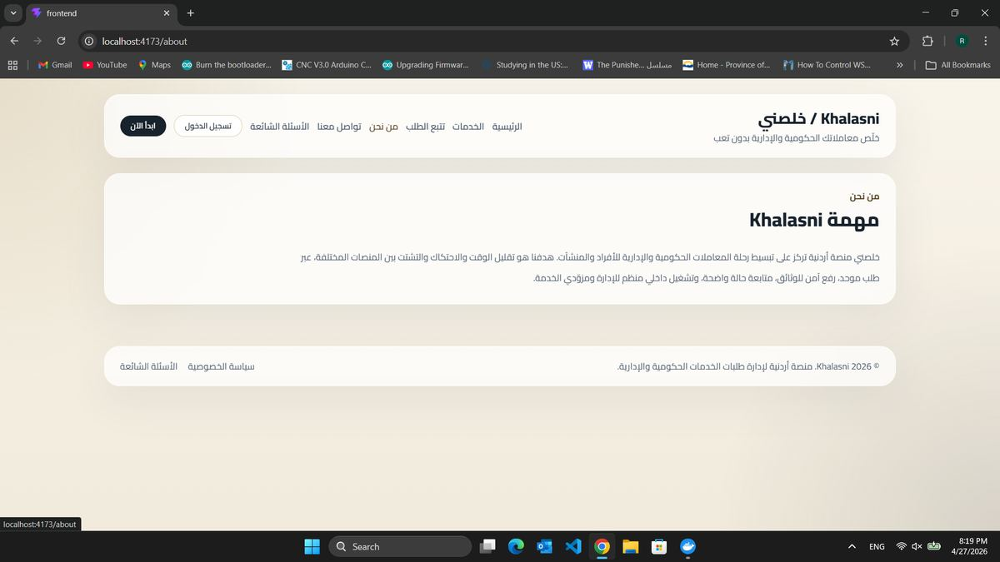 frontend
localhost:4173/about
Gmail
YouTube
Maps
Burn the bootloader...
CNC V3.0 Arduino C...
Upgrading Firmwar...
Studying in the US:...
The Punishe... مسلسل
Home - Province of...
How To Control WS...
»
All Bookmarks
R
Khalasni / خلصني
خلّص معاملاتك الحكومية والإدارية بدون تعب
الرئيسية
الخدمات
تتبع الطلب
من نحن
تواصل معنا
الأسئلة الشائعة
تسجيل الدخول
ابدأ الآن
من نحن
مهمة Khalasni
خلصني منصة أردنية تركز على تبسيط رحلة المعاملات الحكومية والإدارية للأفراد والمنشآت. هدفنا هو تقليل الوقت والاحتكاك والتشتت بين المنصات المختلفة، عبر
طلب موحد، رفع آمن للوثائق، متابعة حالة واضحة، وتشغيل داخلي منظم للإدارة ومزوّدي الخدمة.
© 2026 Khalasni. منصة أردنية لإدارة طلبات الخدمات الحكومية والإدارية.
سياسة الخصوصية
الأسئلة الشائعة
localhost:4173/about
Search
ENG
8:19 PM
4/27/2026